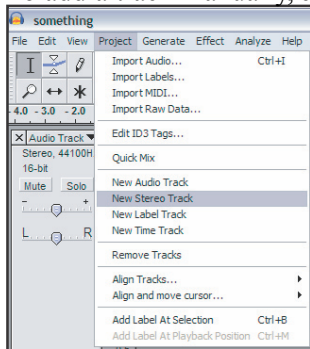 something
File Edit View Project Generate Effect Analyze Help
Import Audio... Ctrl+I
Import Labels...
Import MIDI...
Import Raw Data...
- 4.0 - 3.0 - 2.0
Edit ID3 Tags...
X Audio Track
Stereo, 44100H
16-bit
Quick Mix
Mute Solo
New Audio Track
- +
New Stereo Track
New Label Track
L R
New Time Track
Remove Tracks
Align Tracks...
Align and move cursor...
Add Label At Selection Ctrl+B
Add Label At Playback Position Ctrl+M